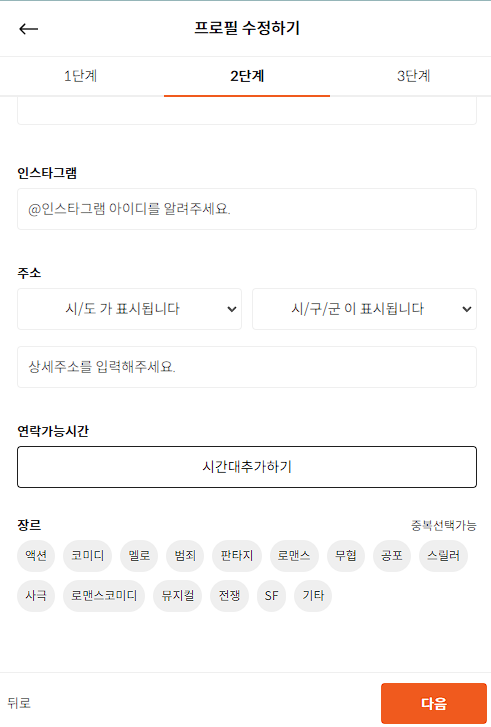 프로필 수정하기
1단계 2단계 3단계
인스타그램
@인스타그램 아이디를 알려주세요.
주소
시/도 가 표시됩니다 시/구/군 이 표시됩니다
상세주소를 입력해주세요.
연락가능시간
시간대추가하기
장르 중복선택가능
액션 코미디 멜로 범죄 판타지 로맨스 무협 공포 스릴러
사극 로맨스코미디 뮤지컬 전쟁 SF 기타
뒤로 다음